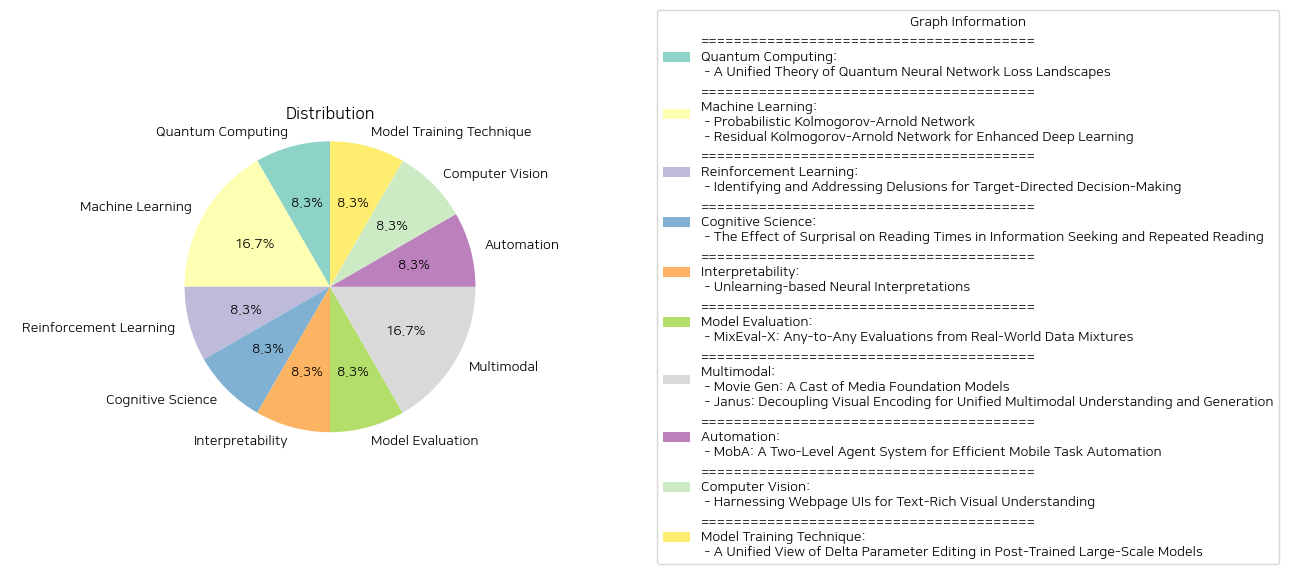 Distribution
Quantum Computing
Model Training Technique
Computer Vision
Machine Learning
Automation
Reinforcement Learning
Multimodal
Cognitive Science
Interpretability
Model Evaluation
8.3%
8.3%
8.3%
16.7%
8.3%
8.3%
16.7%
8.3%
8.3%
8.3%
Graph Information
========================================
Quantum Computing:
- A Unified Theory of Quantum Neural Network Loss Landscapes
========================================
Machine Learning:
- Probabilistic Kolmogorov-Arnold Network
- Residual Kolmogorov-Arnold Network for Enhanced Deep Learning
========================================
Reinforcement Learning:
- Identifying and Addressing Delusions for Target-Directed Decision-Making
========================================
Cognitive Science:
- The Effect of Surprisal on Reading Times in Information Seeking and Repeated Reading
========================================
Interpretability:
- Unlearning-based Neural Interpretations
========================================
Model Evaluation:
- MixEval-X: Any-to-Any Evaluations from Real-World Data Mixtures
========================================
Multimodal:
- Movie Gen: A Cast of Media Foundation Models
- Janus: Decoupling Visual Encoding for Unified Multimodal Understanding and Generation
========================================
Automation:
- MobA: A Two-Level Agent System for Efficient Mobile Task Automation
========================================
Computer Vision:
- Harnessing Webpage UIs for Text-Rich Visual Understanding
========================================
Model Training Technique:
- A Unified View of Delta Parameter Editing in Post-Trained Large-Scale Models